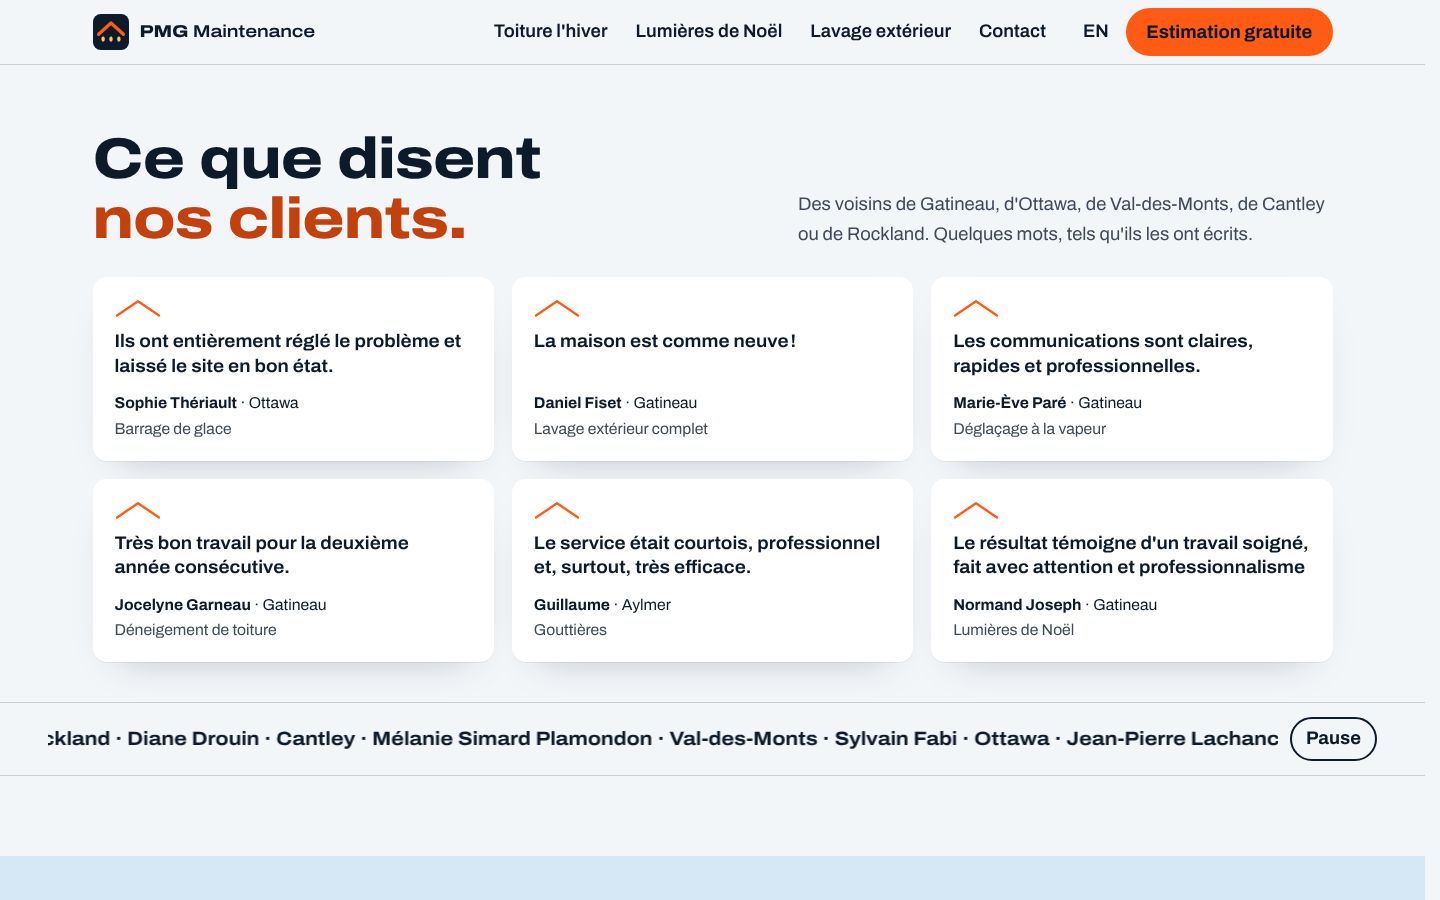 PMG Maintenance
Toiture l'hiver
Lumières de Noël
Lavage extérieur
Contact
EN
Estimation gratuite
Ce que disent
nos clients.
Des voisins de Gatineau, d'Ottawa, de Val-des-Monts, de Cantley
ou de Rockland. Quelques mots, tels qu'ils les ont écrits.
Ils ont entièrement réglé le problème et
laissé le site en bon état.
Sophie Thériault · Ottawa
Barrage de glace
La maison est comme neuve !
Daniel Fiset · Gatineau
Lavage extérieur complet
Les communications sont claires,
rapides et professionnelles.
Marie-Ève Paré · Gatineau
Déglaçage à la vapeur
Très bon travail pour la deuxième
année consécutive.
Jocelyne Garneau · Gatineau
Déneigement de toiture
Le service était courtois, professionnel
et, surtout, très efficace.
Guillaume · Aylmer
Gouttières
Le résultat témoigne d'un travail soigné,
fait avec attention et professionnalisme
Normand Joseph · Gatineau
Lumières de Noël
ckland · Diane Drouin · Cantley · Mélanie Simard Plamondon · Val-des-Monts · Sylvain Fabi · Ottawa · Jean-Pierre Lachanc
Pause